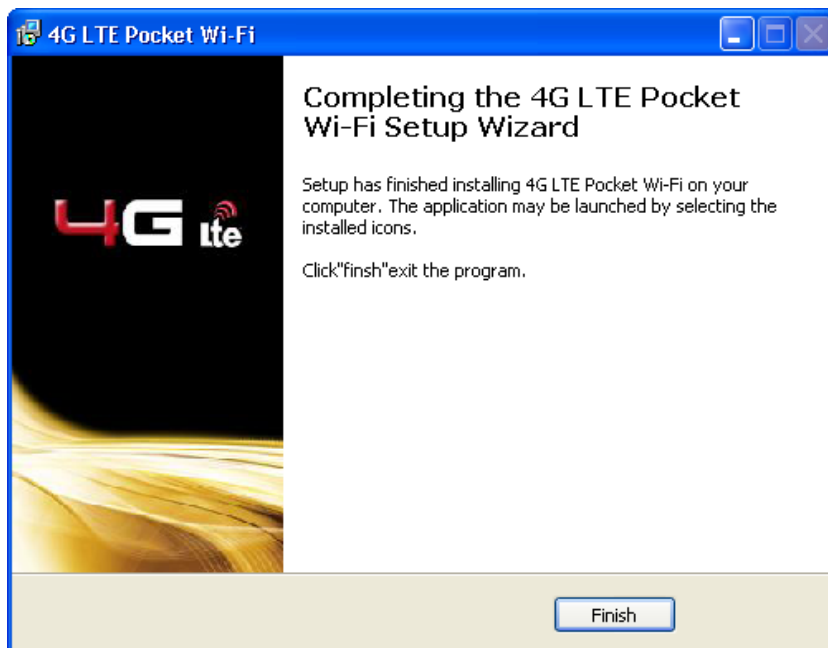 4G LTE Pocket Wi-Fi
Completing the 4G LTE Pocket
Wi-Fi Setup Wizard
Setup has finished installing 4G LTE Pocket Wi-Fi on your
computer. The application may be launched by selecting the
installed icons.
Click"finsh"exit the program.
4G lte
Finish